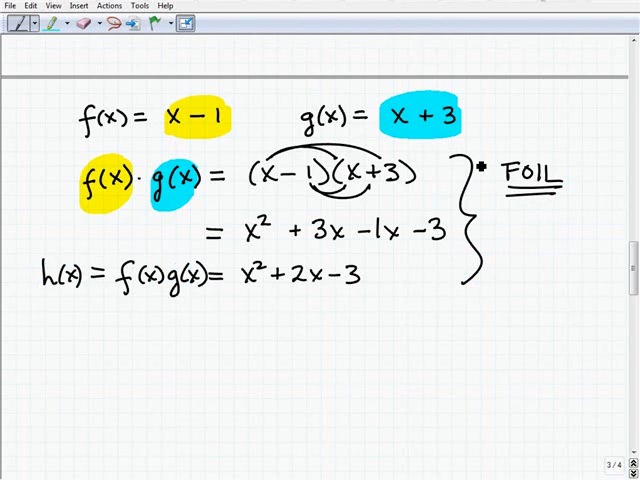 File Edit View Insert Actions Tools Help
f(x) = x - 1 g(x) = x + 3
f(x) · g(x) = (x - 1)(x + 3) FOIL
= x² + 3x - 1x - 3
h(x) = f(x)g(x) = x² + 2x - 3
3 / 4